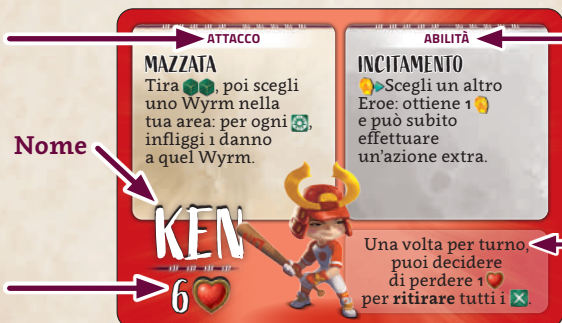 ATTACCO
MAZZATA
Tira , poi scegli
uno Wyrm nella
tua area: per ogni ,
infliggi 1 danno
a quel Wyrm.
ABILITÀ
INCITAMENTO
Scegli un altro
Eroe: ottiene 1
e può subito
effettuare
un'azione extra.
Nome
KEN
6
Una volta per turno,
puoi decidere
di perdere 1
per ritirare tutti i .